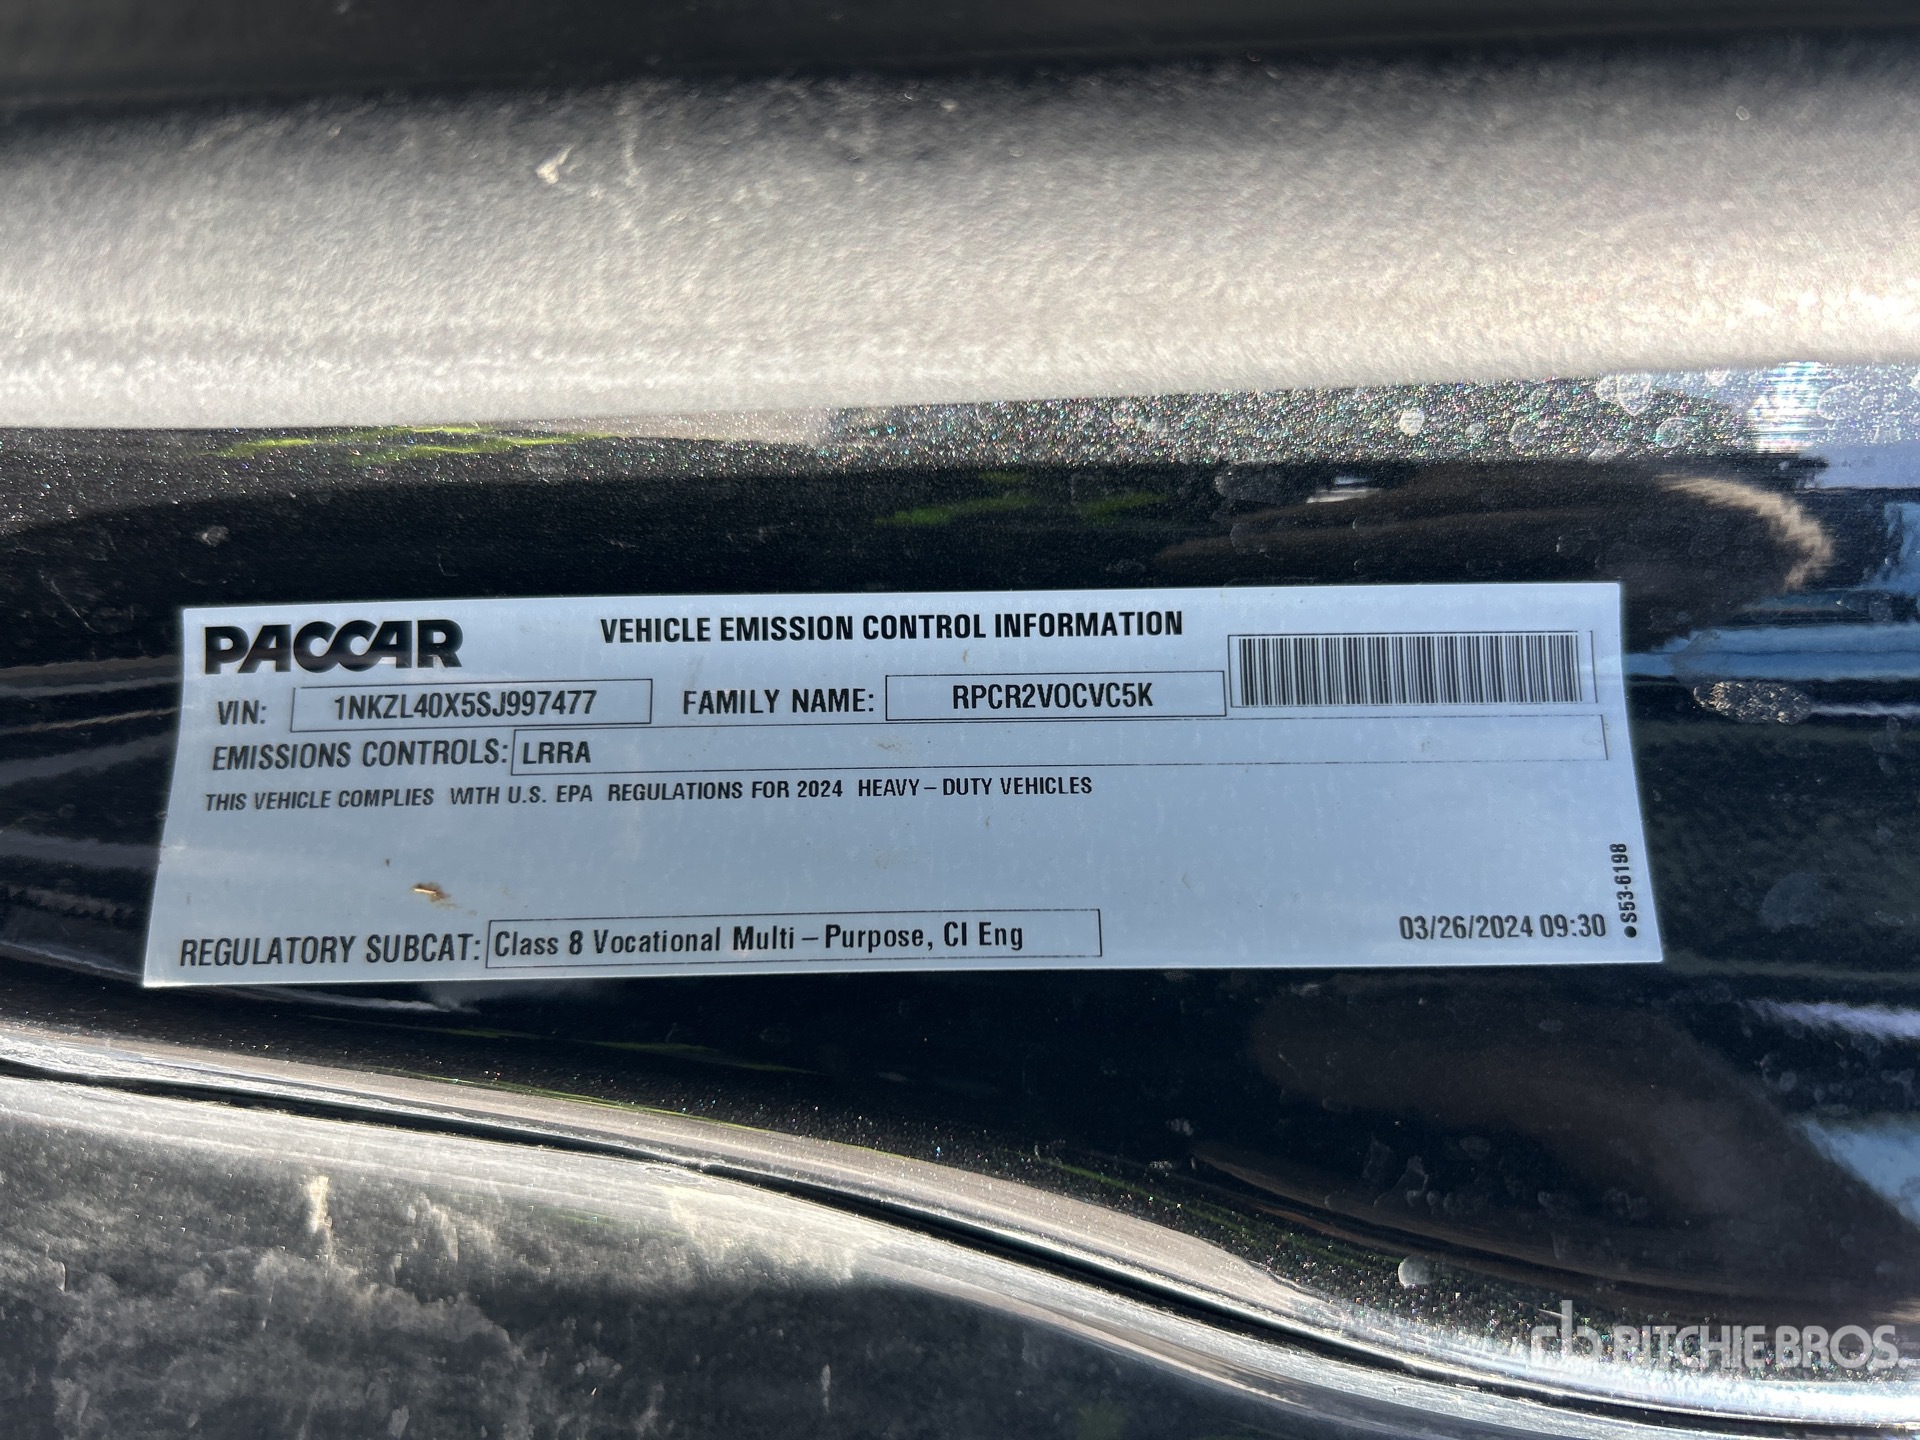 PACCAR
VEHICLE EMISSION CONTROL INFORMATION
VIN: 1NKZL40X5SJ997477 FAMILY NAME: RPCR2VOCVC5K
EMISSIONS CONTROLS: LRRA
THIS VEHICLE COMPLIES WITH U.S. EPA REGULATIONS FOR 2024 HEAVY-DUTY VEHICLES
REGULATORY SUBCAT: Class 8 Vocational Multi-Purpose, CI Eng
03/26/2024 09:30
•S53-6198
rb RITCHIE BROS.